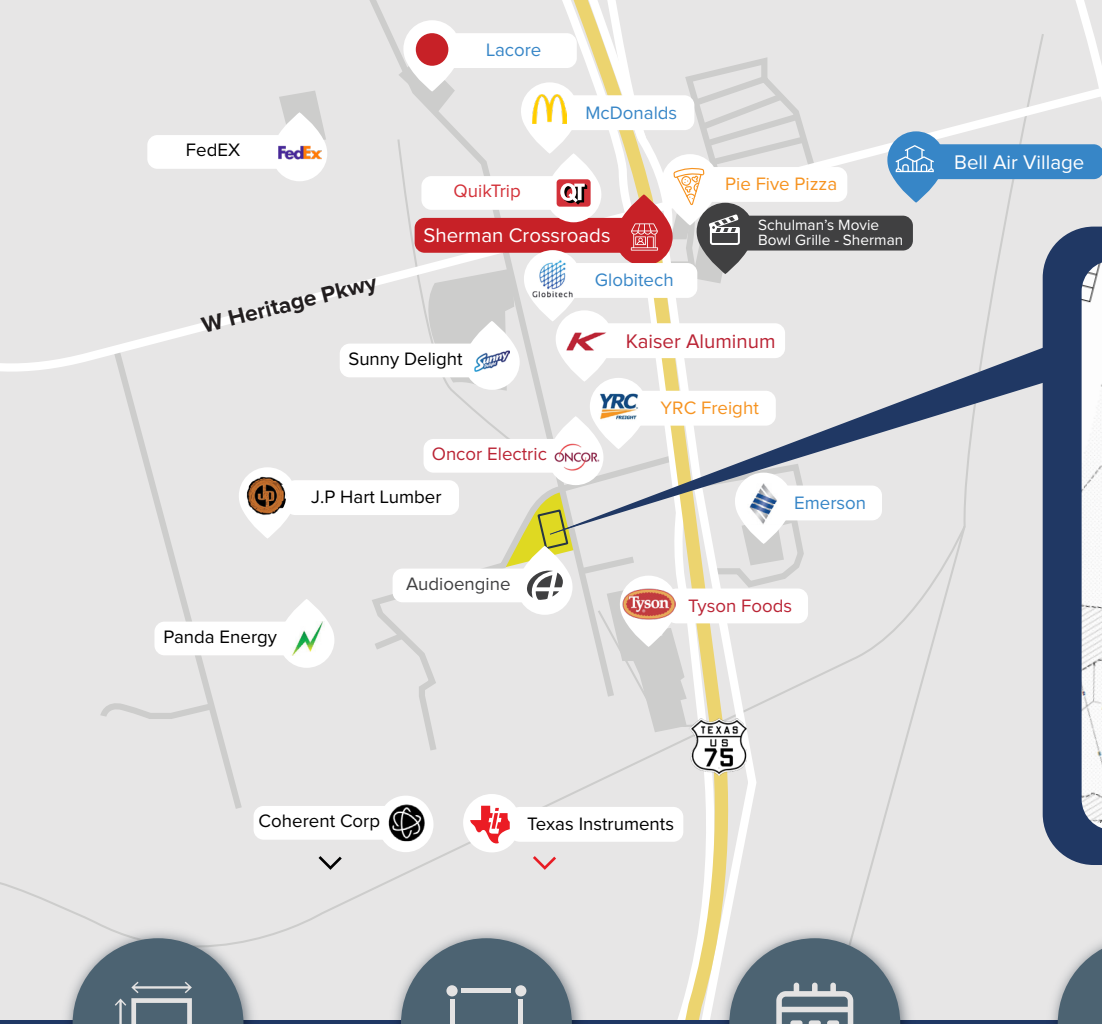 Lacore
McDonalds
FedEX
FedEx
Bell Air Village
Pie Five Pizza
QuikTrip
QT
Schulman's Movie
Bowl Grille - Sherman
Sherman Crossroads
Globitech
Globitech
W Heritage Pkwy
Kaiser Aluminum
Sunny Delight
Sunny
YRC
FREIGHT
YRC Freight
Oncor Electric
ONCOR
J.P Hart Lumber
JP
Emerson
Audioengine
Tyson
Tyson Foods
Panda Energy
TEXAS
US
75
Coherent Corp
Texas Instruments